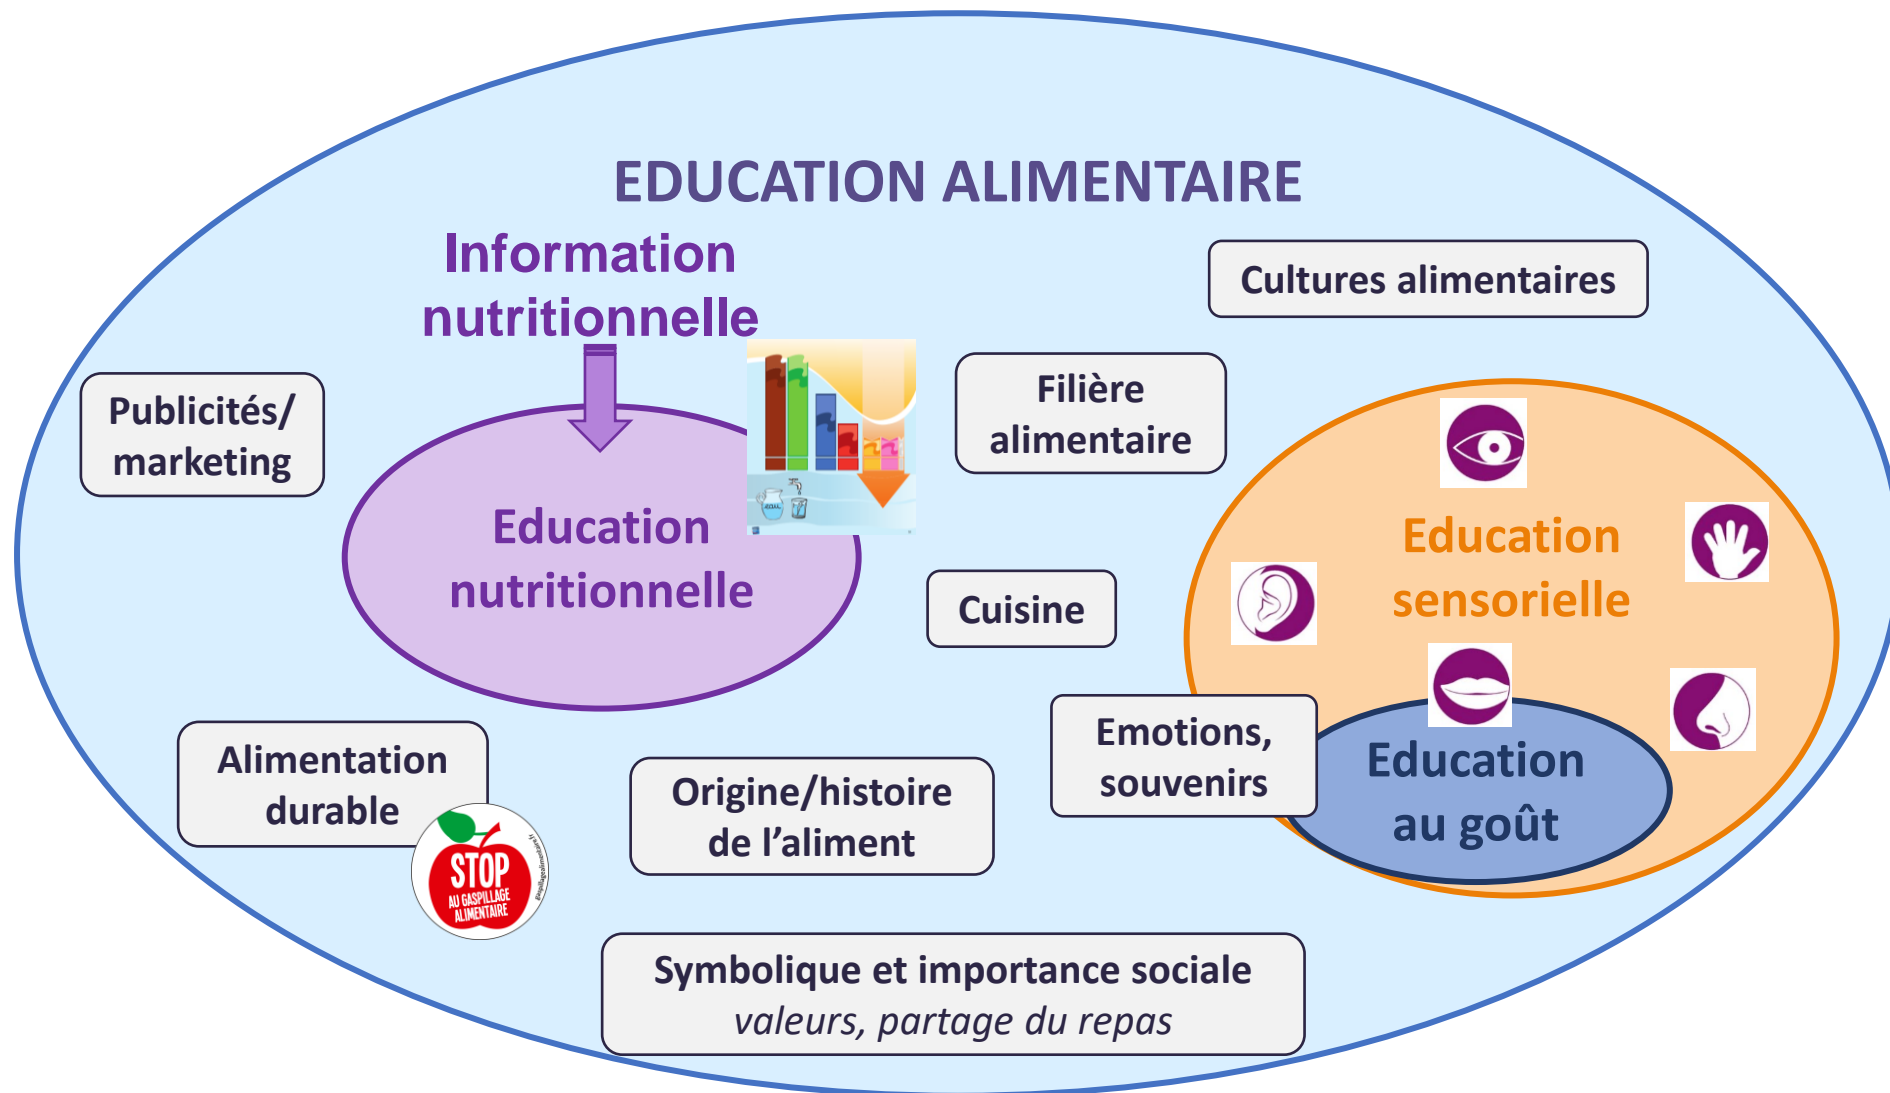 EDUCATION ALIMENTAIRE
Information
nutritionnelle
Cultures alimentaires
Publicités/
marketing
Filière
alimentaire
Education
nutritionnelle
Education
sensorielle
Cuisine
Emotions,
souvenirs
Education
au goût
Alimentation
durable
STOP
AU GASPILLAGE
ALIMENTAIRE
gaspillagealimentaire.fr
Origine/histoire
de l'aliment
Symbolique et importance sociale
valeurs, partage du repas